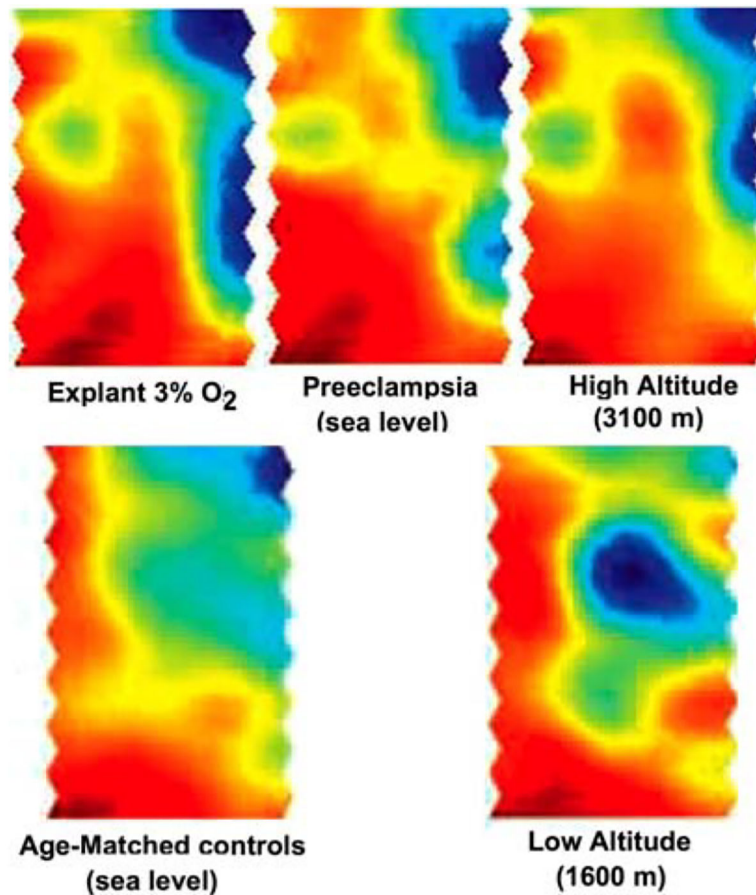 Explant 3% O2
Preeclampsia
(sea level)
High Altitude
(3100 m)
Age-Matched controls
(sea level)
Low Altitude
(1600 m)